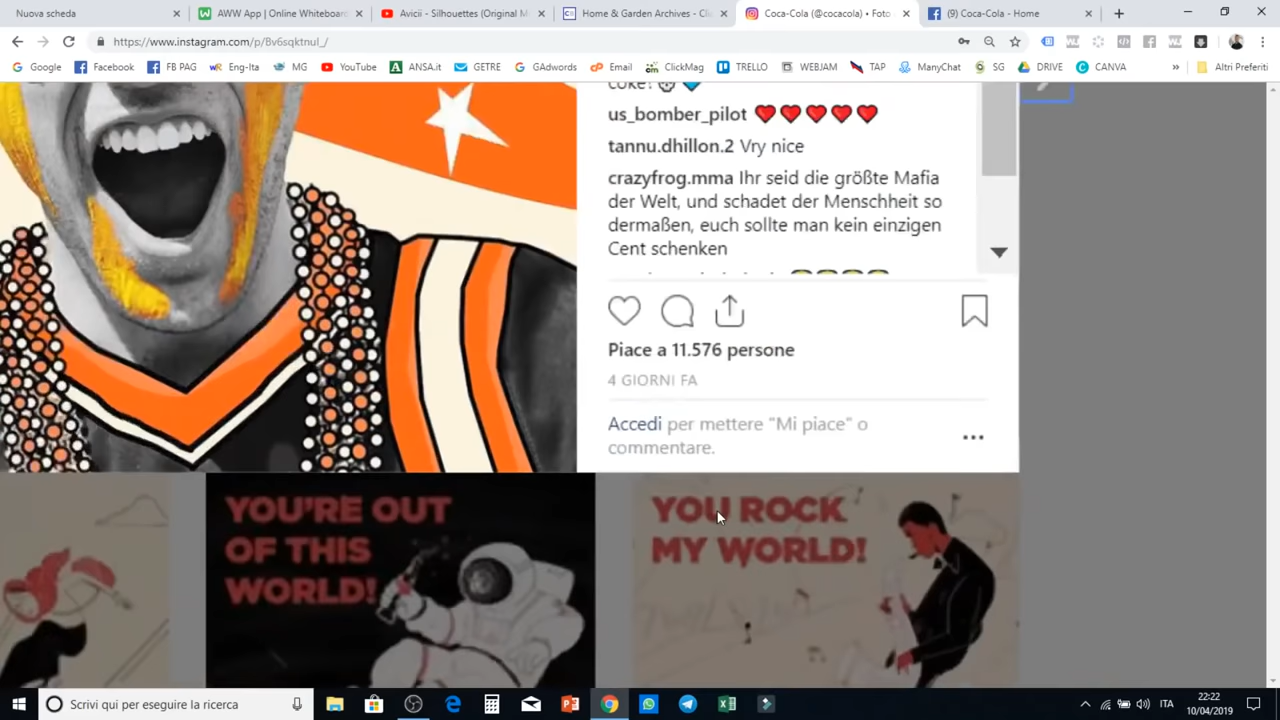 Nuova scheda
AWW App | Online Whiteboard
Avicii - Silhouettes (Original Mi
Home & Garden Archives - Cli
Coca-Cola (@cocacola) • Foto
(9) Coca-Cola - Home
https://www.instagram.com/p/Bv6sqktnul_/
Google
Facebook
FB PAG
Eng-Ita
MG
YouTube
ANSA.it
GETRE
GAdwords
Email
ClickMag
TRELLO
WEBJAM
TAP
ManyChat
SG
DRIVE
CANVA
» Altri Preferiti
coke?
us_bomber_pilot ❤❤❤❤❤
tannu.dhillon.2 Vry nice
crazyfrog.mma Ihr seid die größte Mafia
der Welt, und schadet der Menschheit so
dermaßen, euch sollte man kein einzigen
Cent schenken
Piace a 11.576 persone
4 GIORNI FA
Accedi per mettere "Mi piace" o
commentare.
YOU'RE OUT
OF THIS
WORLD!
YOU ROCK
MY WORLD!
Scrivi qui per eseguire la ricerca
ITA
22:22
10/04/2019